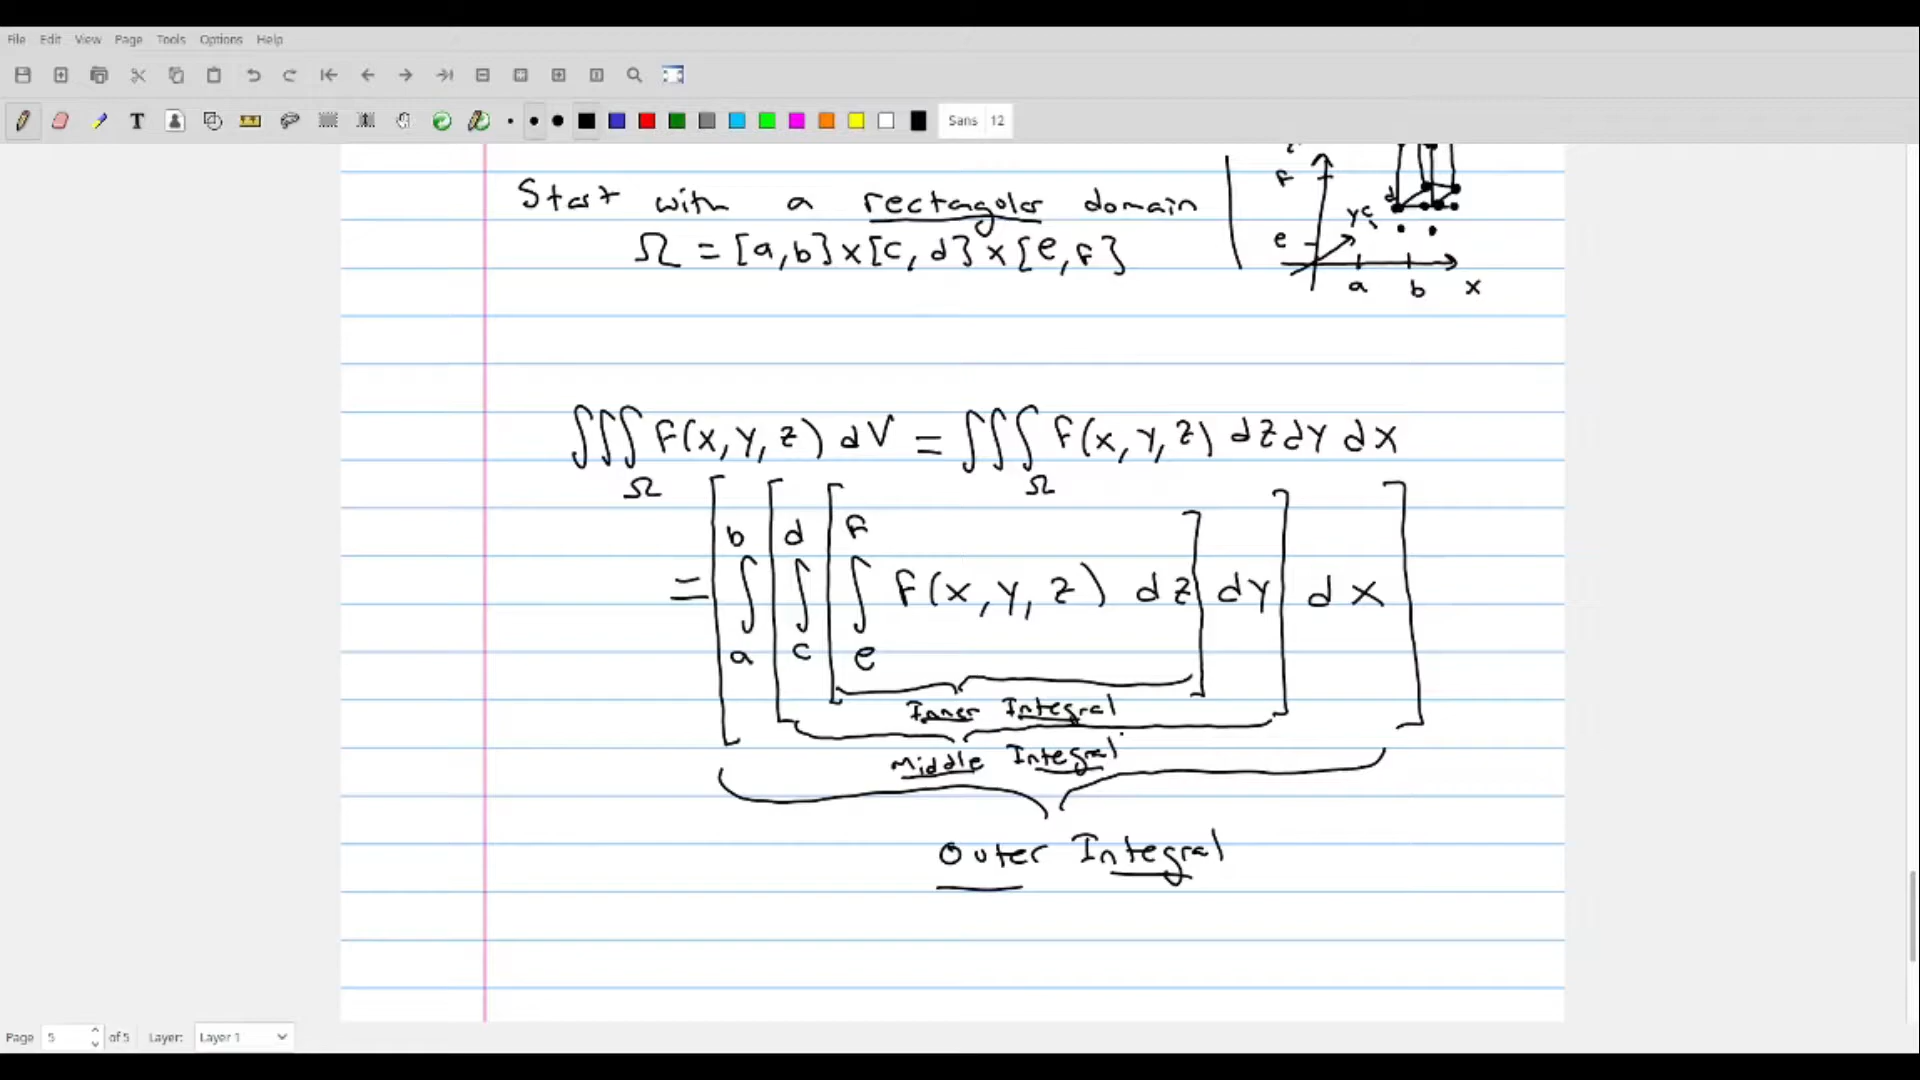 File Edit View Page Tools Options Help
Sans 12
Start with a rectangular domain
Ω = [a,b]×[c,d]×[e,f]
f
d
y c
e
a b x
∫∫∫ F(x,y,z) dV = ∫∫∫ f(x,y,z) dz dy dx
Ω Ω
b d f
= [∫ [∫ [∫ F(x,y,z) dz] dy] dx]
a c e
Inner Integral
Middle Integral
Outer Integral
Page 5 of 5 Layer: Layer 1